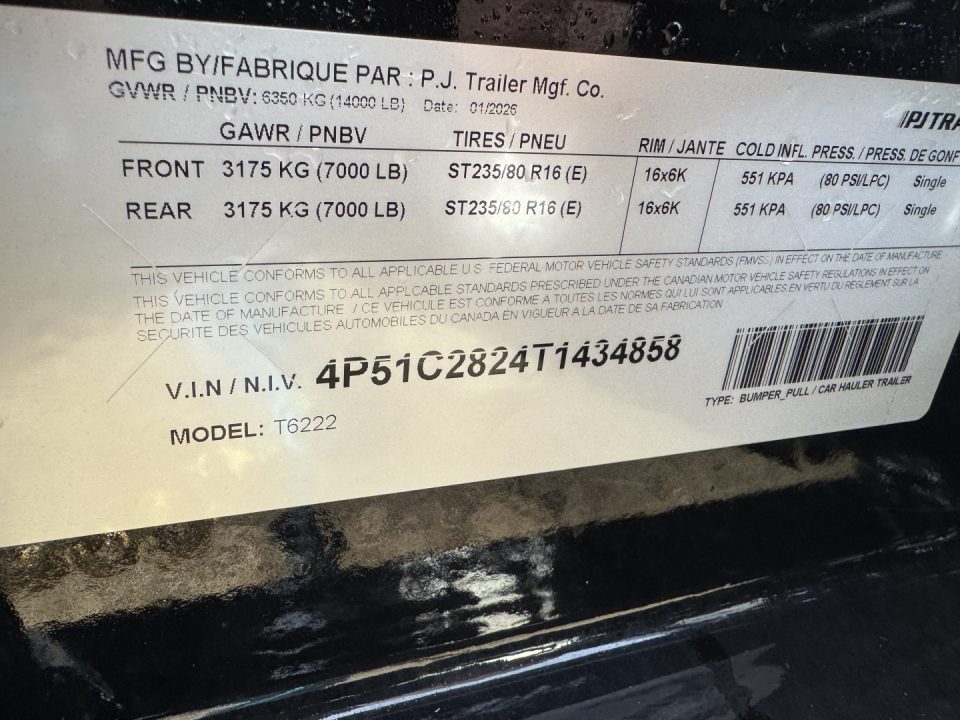 MFG BY/FABRIQUE PAR : P.J. Trailer Mgf. Co.
GVWR / PNBV: 6350 KG (14000 LB) Date: 01/2026
PJ TRA
GAWR / PNBV TIRES / PNEU RIM / JANTE COLD INFL. PRESS. / PRESS. DE GONF
FRONT 3175 KG (7000 LB) ST235/80 R16 (E) 16x6K 551 KPA (80 PSI/LPC) Single
REAR 3175 KG (7000 LB) ST235/80 R16 (E) 16x6K 551 KPA (80 PSI/LPC) Single
THIS VEHICLE CONFORMS TO ALL APPLICABLE U.S. FEDERAL MOTOR VEHICLE SAFETY STANDARDS (FMVSS) IN EFFECT ON THE DATE OF MANUFACTURE
THIS VEHICLE CONFORMS TO ALL APPLCABLE STANDARDS PRESCRIBED UNDER THE CANADIAN MOTOR VEHICLE SAFETY REGULATIONS IN EFFECT ON
THE DATE OF MANUFACTURE / CE VEHICULE EST CONFORME A TOUTES LES NORMES QUI LUI SONT APPLICABLES EN VERTU DU REGLEMENT SUR LA
SECURITE DES VEHICULES AUTOMOBILES DU CANADA EN VIGUEUR A LA DATE DE SA FABRICATION
V.I.N / N.I.V. 4P51C2824T1434858
TYPE: BUMPER_PULL / CAR HAULER TRAILER
MODEL: T6222